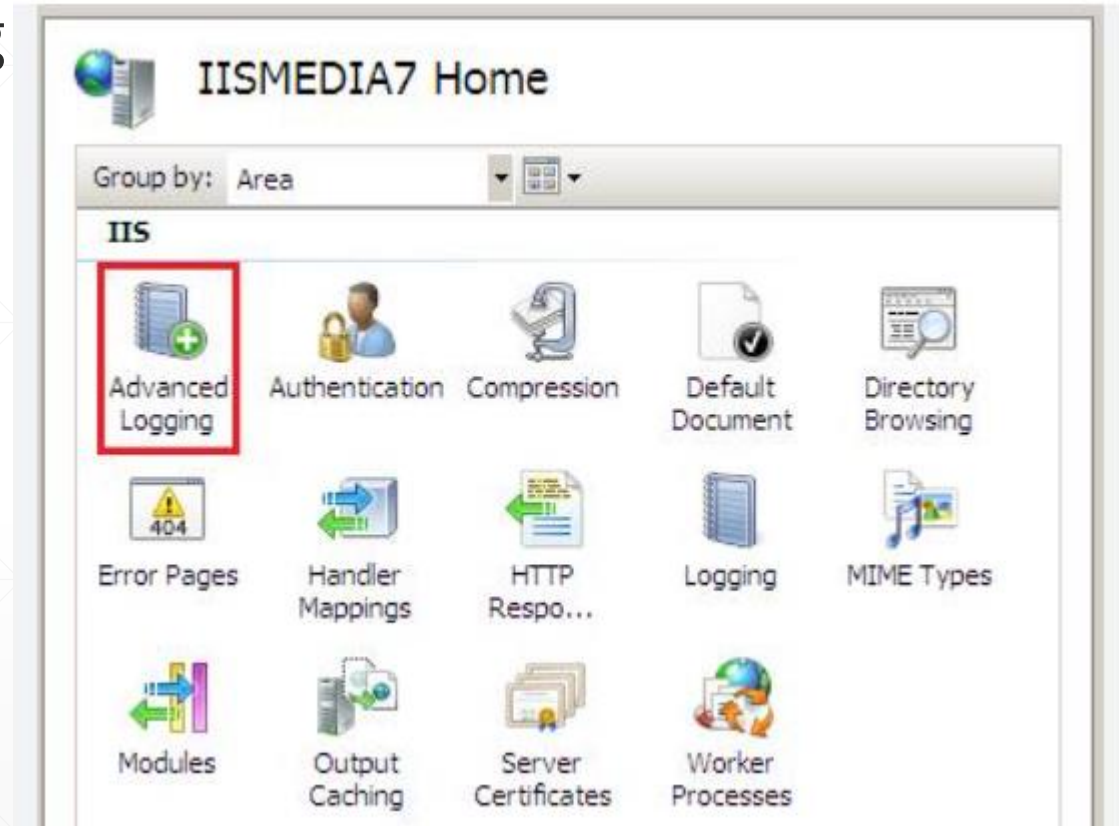 g
IISMEDIA7 Home
Group by: Area
IIS
Advanced Logging
Authentication
Compression
Default Document
Directory Browsing
404
Error Pages
Handler Mappings
HTTP Respo...
Logging
MIME Types
Modules
Output Caching
Server Certificates
Worker Processes